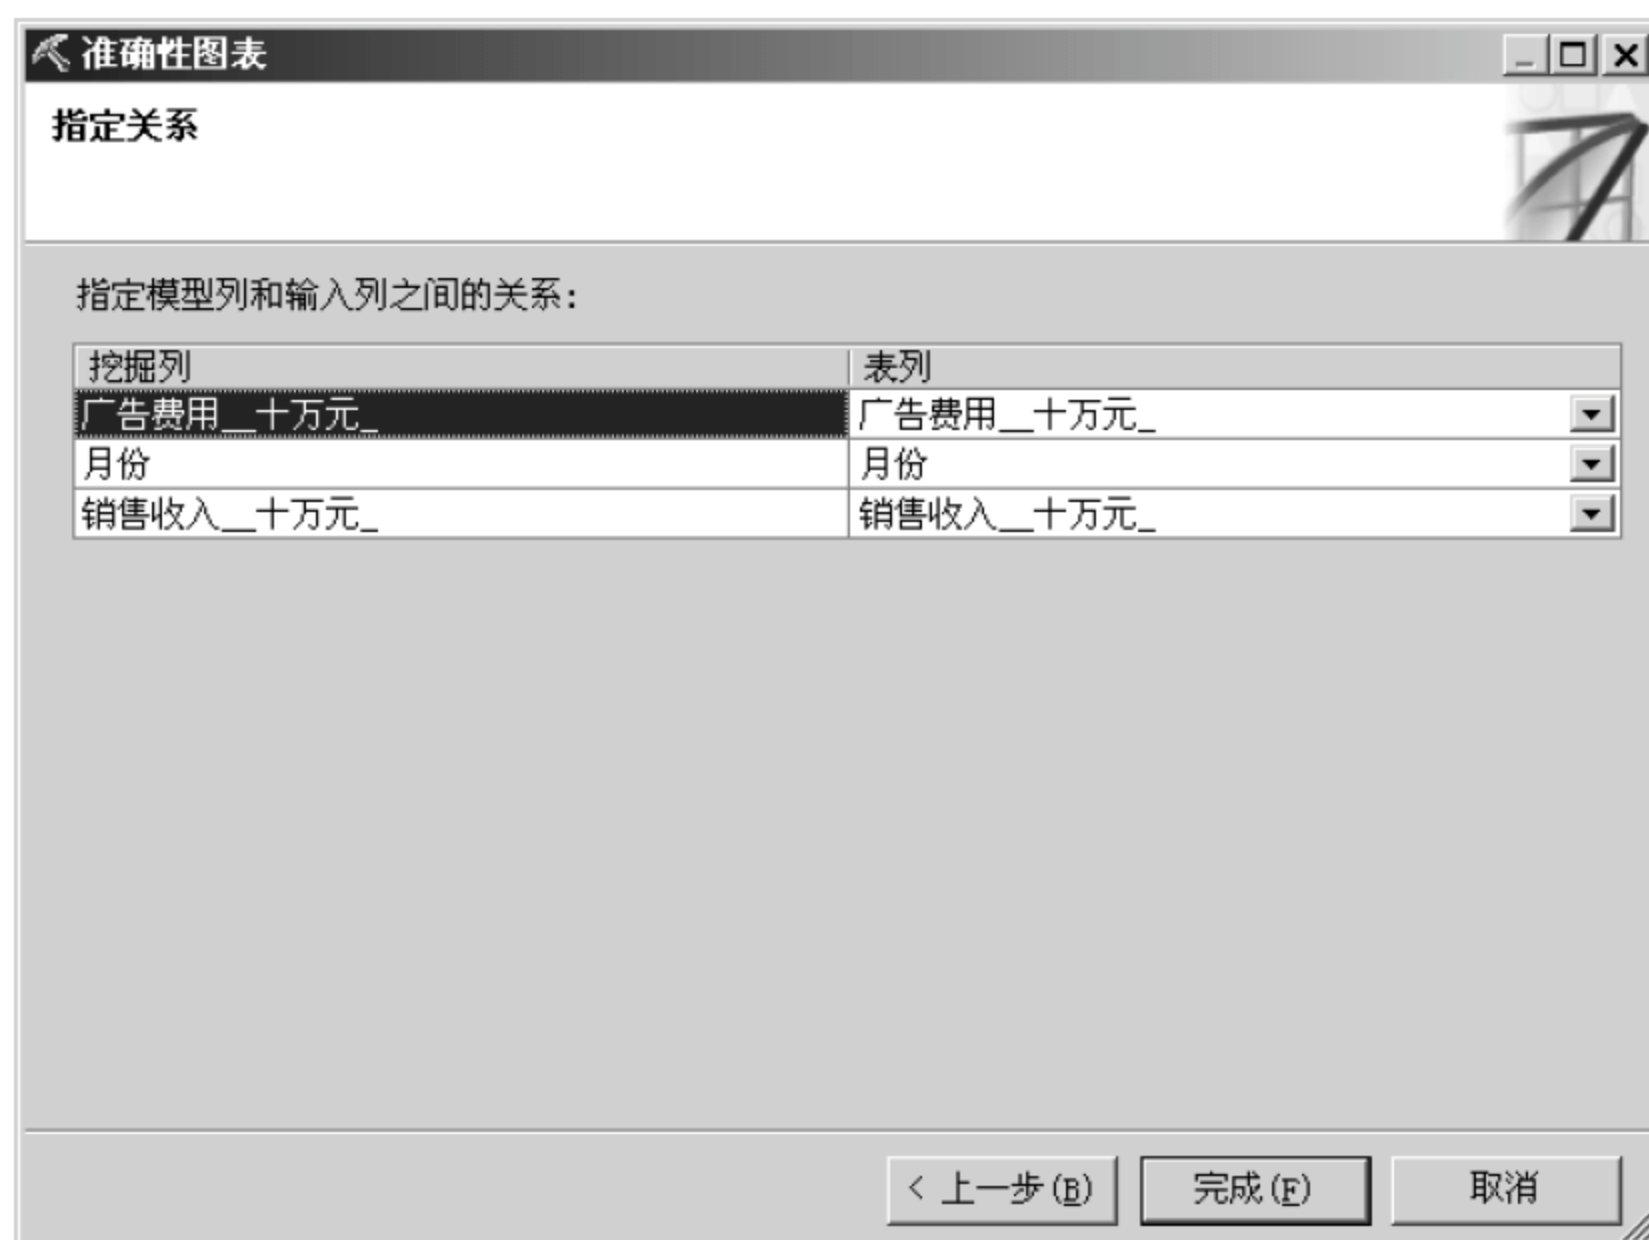 准确性图表
指定关系
指定模型列和输入列之间的关系:
挖掘列 表列
广告费用__十万元_ 广告费用__十万元_
月份 月份
销售收入__十万元_ 销售收入__十万元_
< 上一步(B) 完成(F) 取消